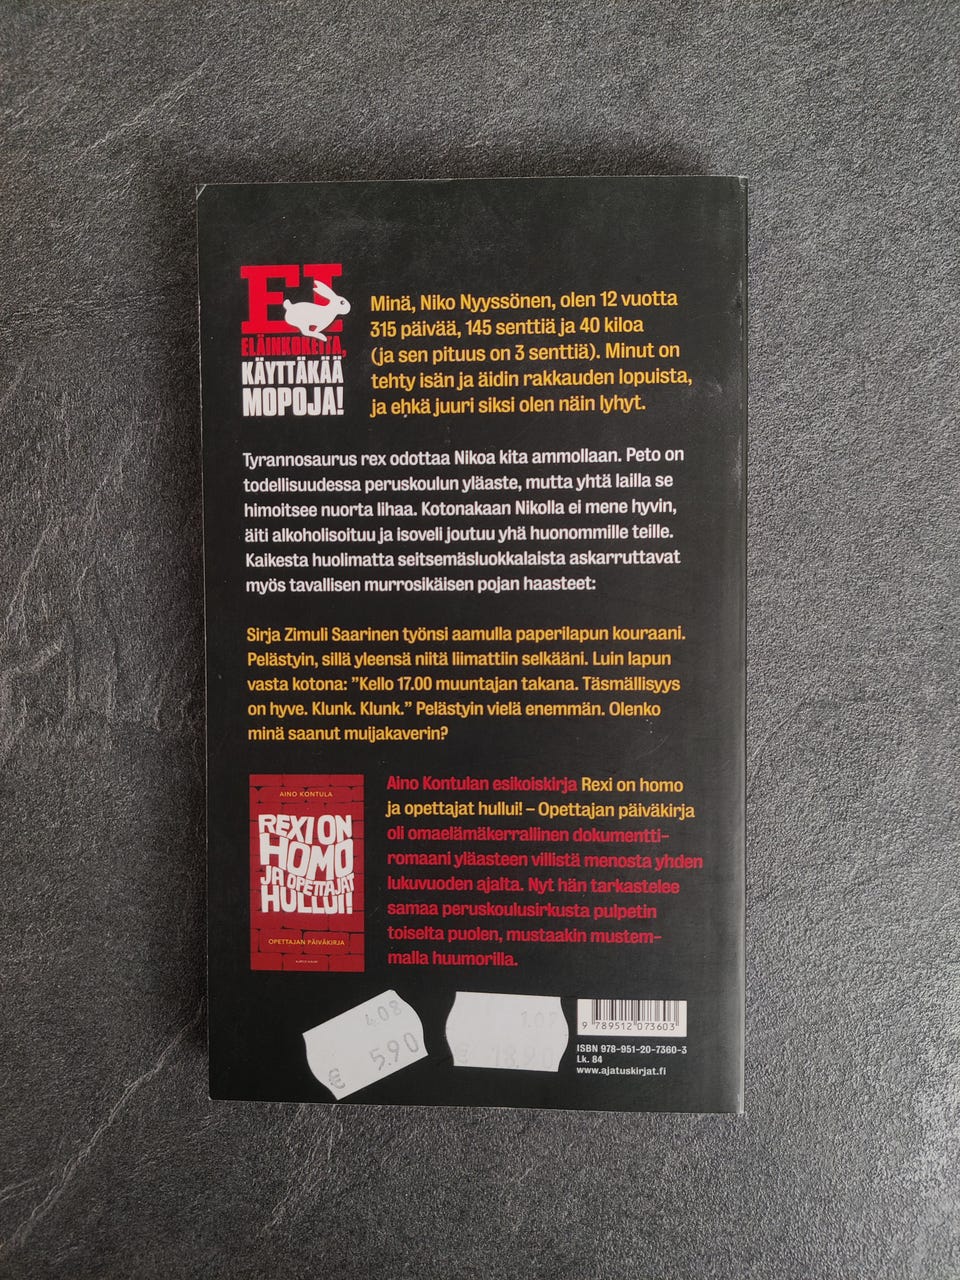 EI
ELÄINKOKEITA,
KÄYTTÄKÄÄ
MOPOJA!
Minä, Niko Nyyssönen, olen 12 vuotta
315 päivää, 145 senttiä ja 40 kiloa
(ja sen pituus on 3 senttiä). Minut on
tehty isän ja äidin rakkauden lopuista,
ja ehkä juuri siksi olen näin lyhyt.
Tyrannosaurus rex odottaa Nikoa kita ammollaan. Peto on
todellisuudessa peruskoulun yläaste, mutta yhtä lailla se
himoitsee nuorta lihaa. Kotonakaan Nikolla ei mene hyvin,
äiti alkoholisoituu ja isoveli joutuu yhä huonommille teille.
Kaikesta huolimatta seitsemäsluokkalaista askarruttavat
myös tavallisen murrosikäisen pojan haasteet:
Sirja Zimuli Saarinen työnsi aamulla paperilapun kouraani.
Pelästyin, sillä yleensä niitä liimattiin selkääni. Luin lapun
vasta kotona: ”Kello 17.00 muuntajan takana. Täsmällisyys
on hyve. Klunk. Klunk.” Pelästyin vielä enemmän. Olenko
minä saanut muijakaverin?
AINO KONTULA
REXI ON
HOMO
JA OPETTAJAT
HULLUI!
OPETTAJAN PÄIVÄKIRJA
Aino Kontulan esikoiskirja Rexi on homo
ja opettajat hullui! – Opettajan päiväkirja
oli omaelämäkerrallinen dokumentti-
romaani yläasteen villistä menosta yhden
lukuvuoden ajalta. Nyt hän tarkastelee
samaa peruskoulusirkusta pulpetin
toiselta puolen, mustaakin mustem-
malla huumorilla.
4.08
€ 5.90
1.07
€ 18.90
9 789512 073603
ISBN 978-951-20-7360-3
Lk. 84
www.ajatuskirjat.fi